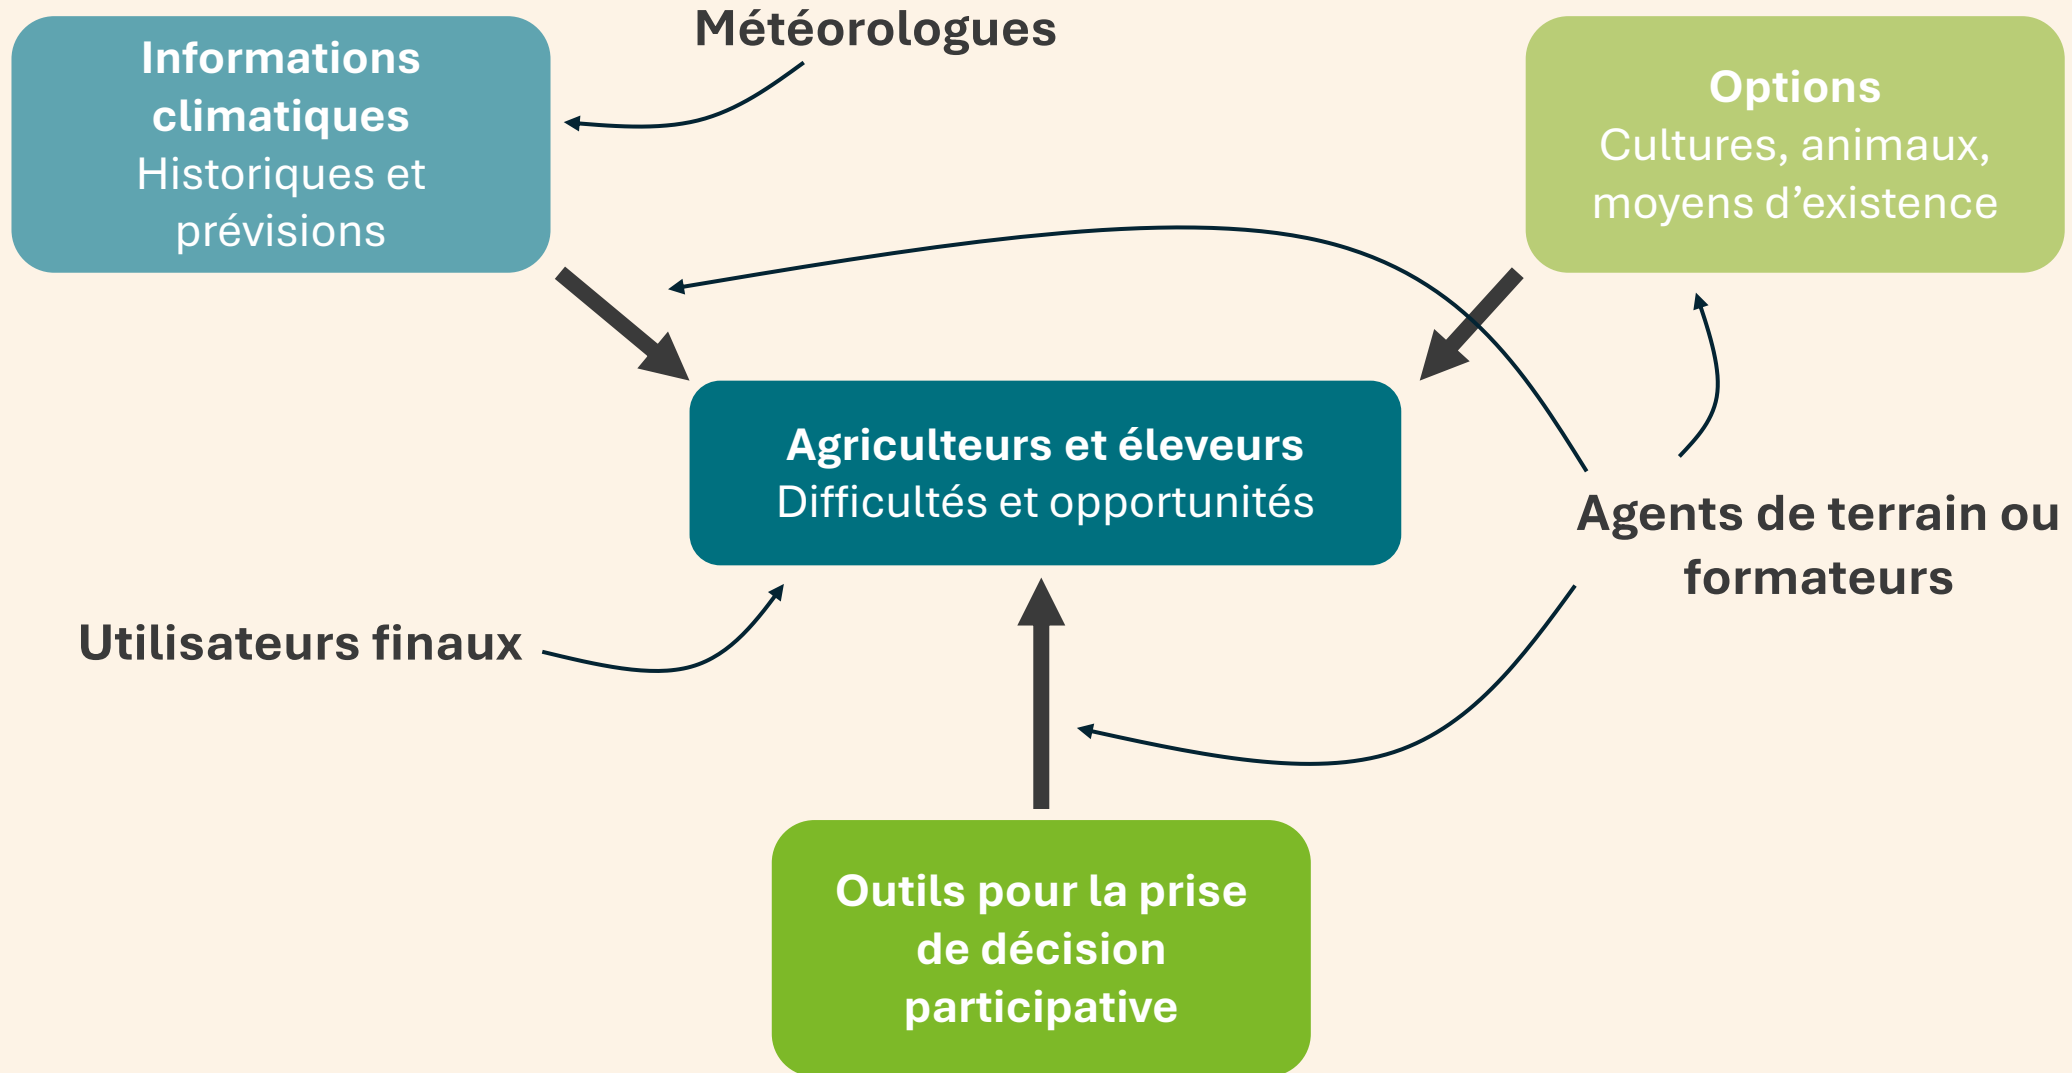 Météorologues
Informations
climatiques
Historiques et
prévisions
Options
Cultures, animaux,
moyens d’existence
Agriculteurs et éleveurs
Difficultés et opportunités
Agents de terrain ou
formateurs
Utilisateurs finaux
Outils pour la prise
de décision
participative